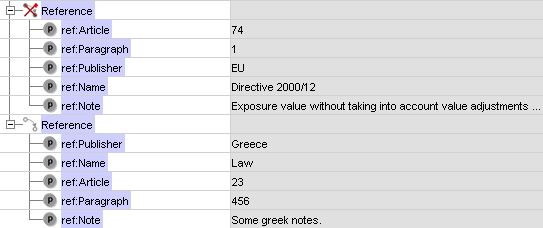 Reference
ref:Article 74
ref:Paragraph 1
ref:Publisher EU
ref:Name Directive 2000/12
ref:Note Exposure value without taking into account value adjustments ...
Reference
ref:Publisher Greece
ref:Name Law
ref:Article 23
ref:Paragraph 456
ref:Note Some greek notes.